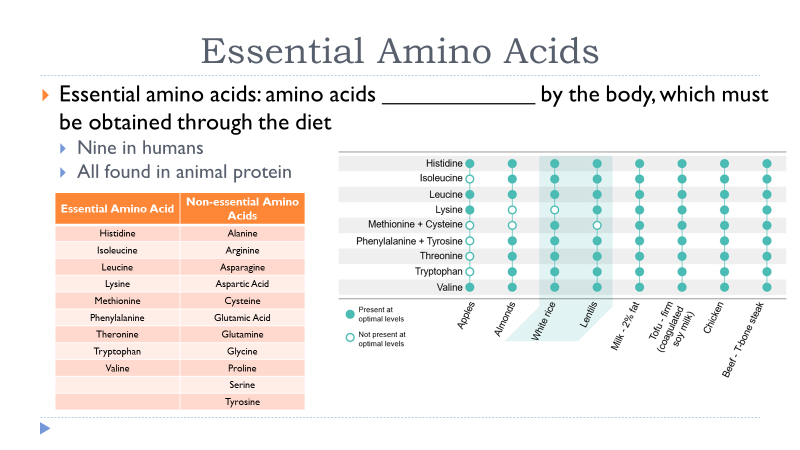 Essential Amino Acids
Essential amino acids: amino acids _____________ by the body, which must
be obtained through the diet
Nine in humans
All found in animal protein
Essential Amino Acid Non-essential Amino
Acids
Histidine Alanine
Isoleucine Arginine
Leucine Asparagine
Lysine Aspartic Acid
Methionine Cysteine
Phenylalanine Glutamic Acid
Theronine Glutamine
Tryptophan Glycine
Valine Proline
Serine
Tyrosine
Histidine
Isoleucine
Leucine
Lysine
Methionine + Cysteine
Phenylalanine + Tyrosine
Threonine
Tryptophan
Valine
Present at
optimal levels
Not present at
optimal levels
Apples
Almonds
White rice
Lentils
Milk - 2% fat
Tofu - firm
(coagulated
soy milk)
Chicken
Beef - T-bone steak